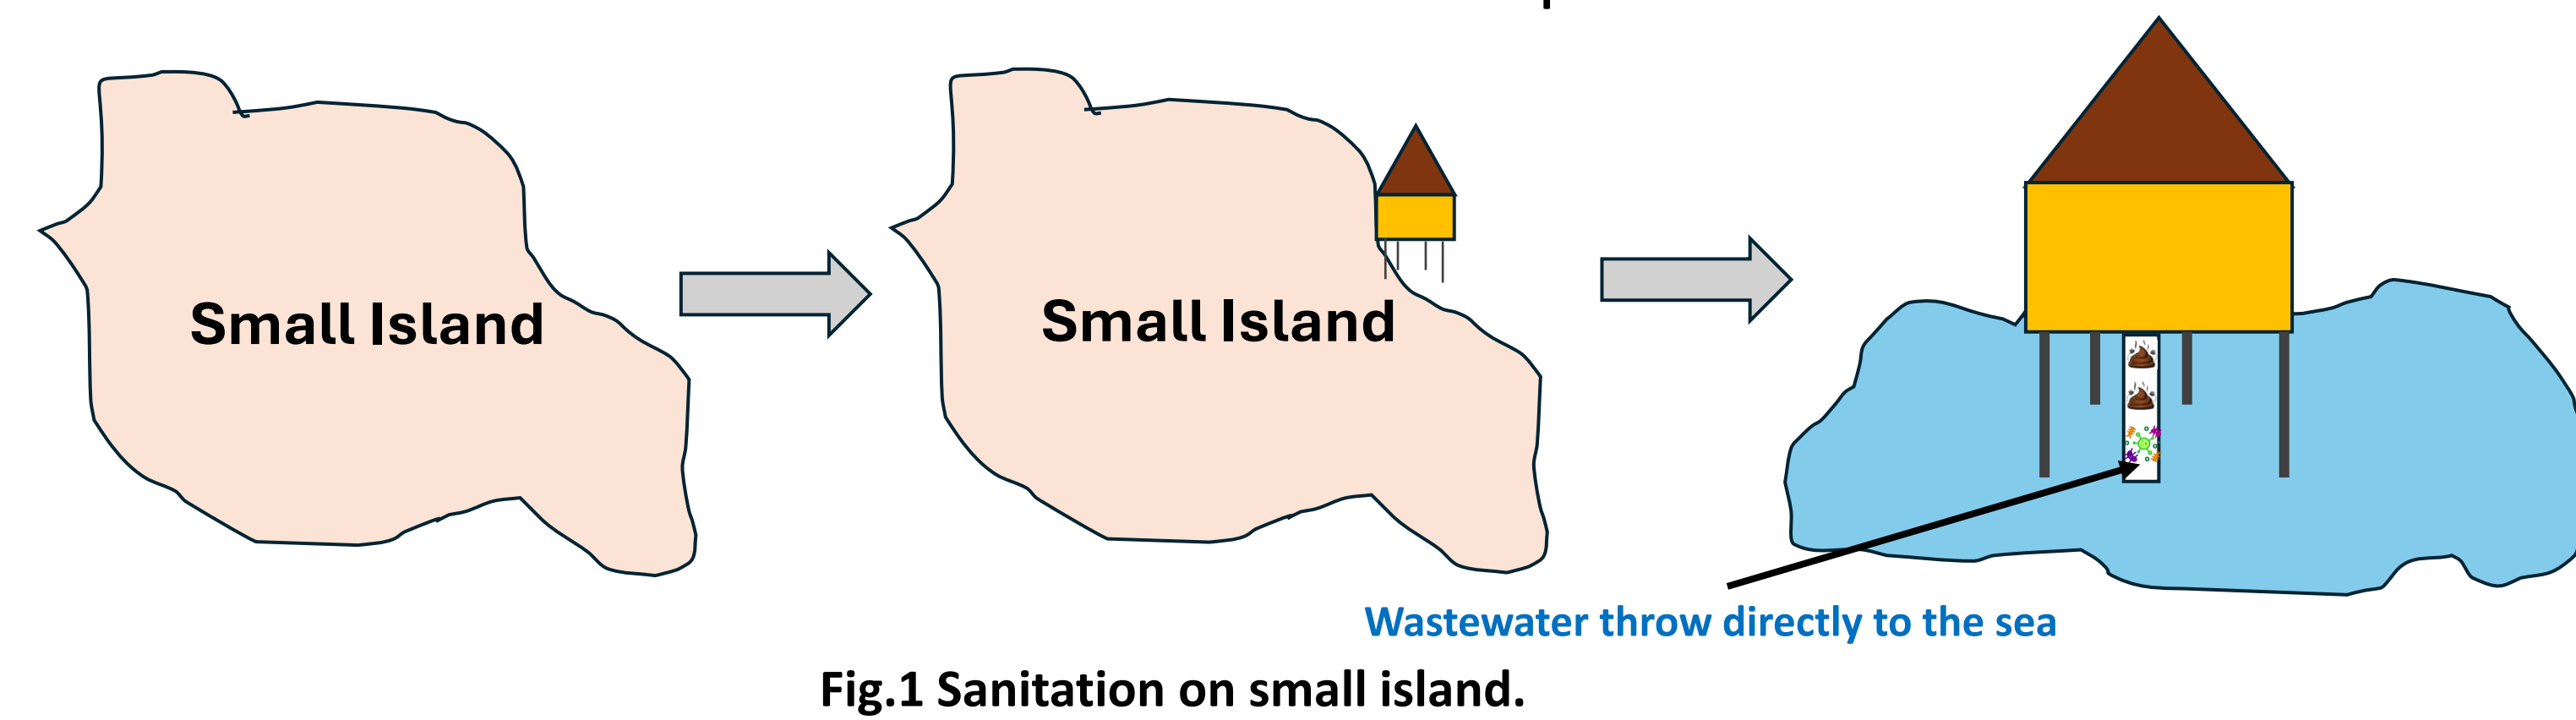 Small Island
Small Island
Wastewater throw directly to the sea
Fig.1 Sanitation on small island.